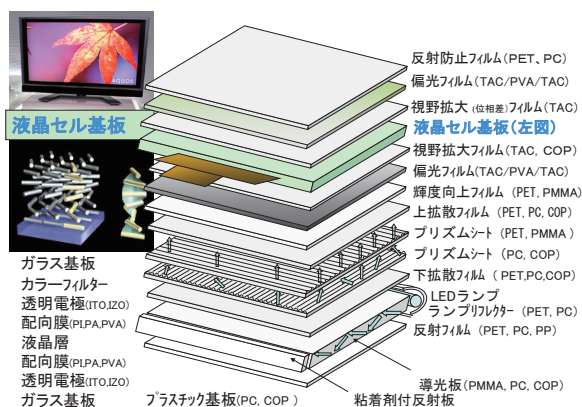 AQUOS
液晶セル基板
ガラス基板
カラーフィルター
透明電極(ITO,IZO)
配向膜(PI,PA,PVA)
液晶層
配向膜(PI,PA,PVA)
透明電極(ITO,IZO)
ガラス基板
反射防止フィルム(PET、PC)
偏光フィルム(TAC/PVA/TAC)
視野拡大(位相差)フィルム(TAC)
液晶セル基板(左図)
視野拡大フィルム(TAC, COP)
偏光フィルム(TAC/PVA/TAC)
輝度向上フィルム (PET, PMMA)
上拡散フィルム (PET, PC, COP)
プリズムシート (PET, PMMA )
プリズムシート (PC, COP)
下拡散フィルム ( PET,PC,COP)
LEDランプ
ランプリフレクター (PET, PC)
反射フィルム (PET, PC, PP)
導光板(PMMA, PC, COP)
粘着剤付反射板
プラスチック基板(PC, COP )